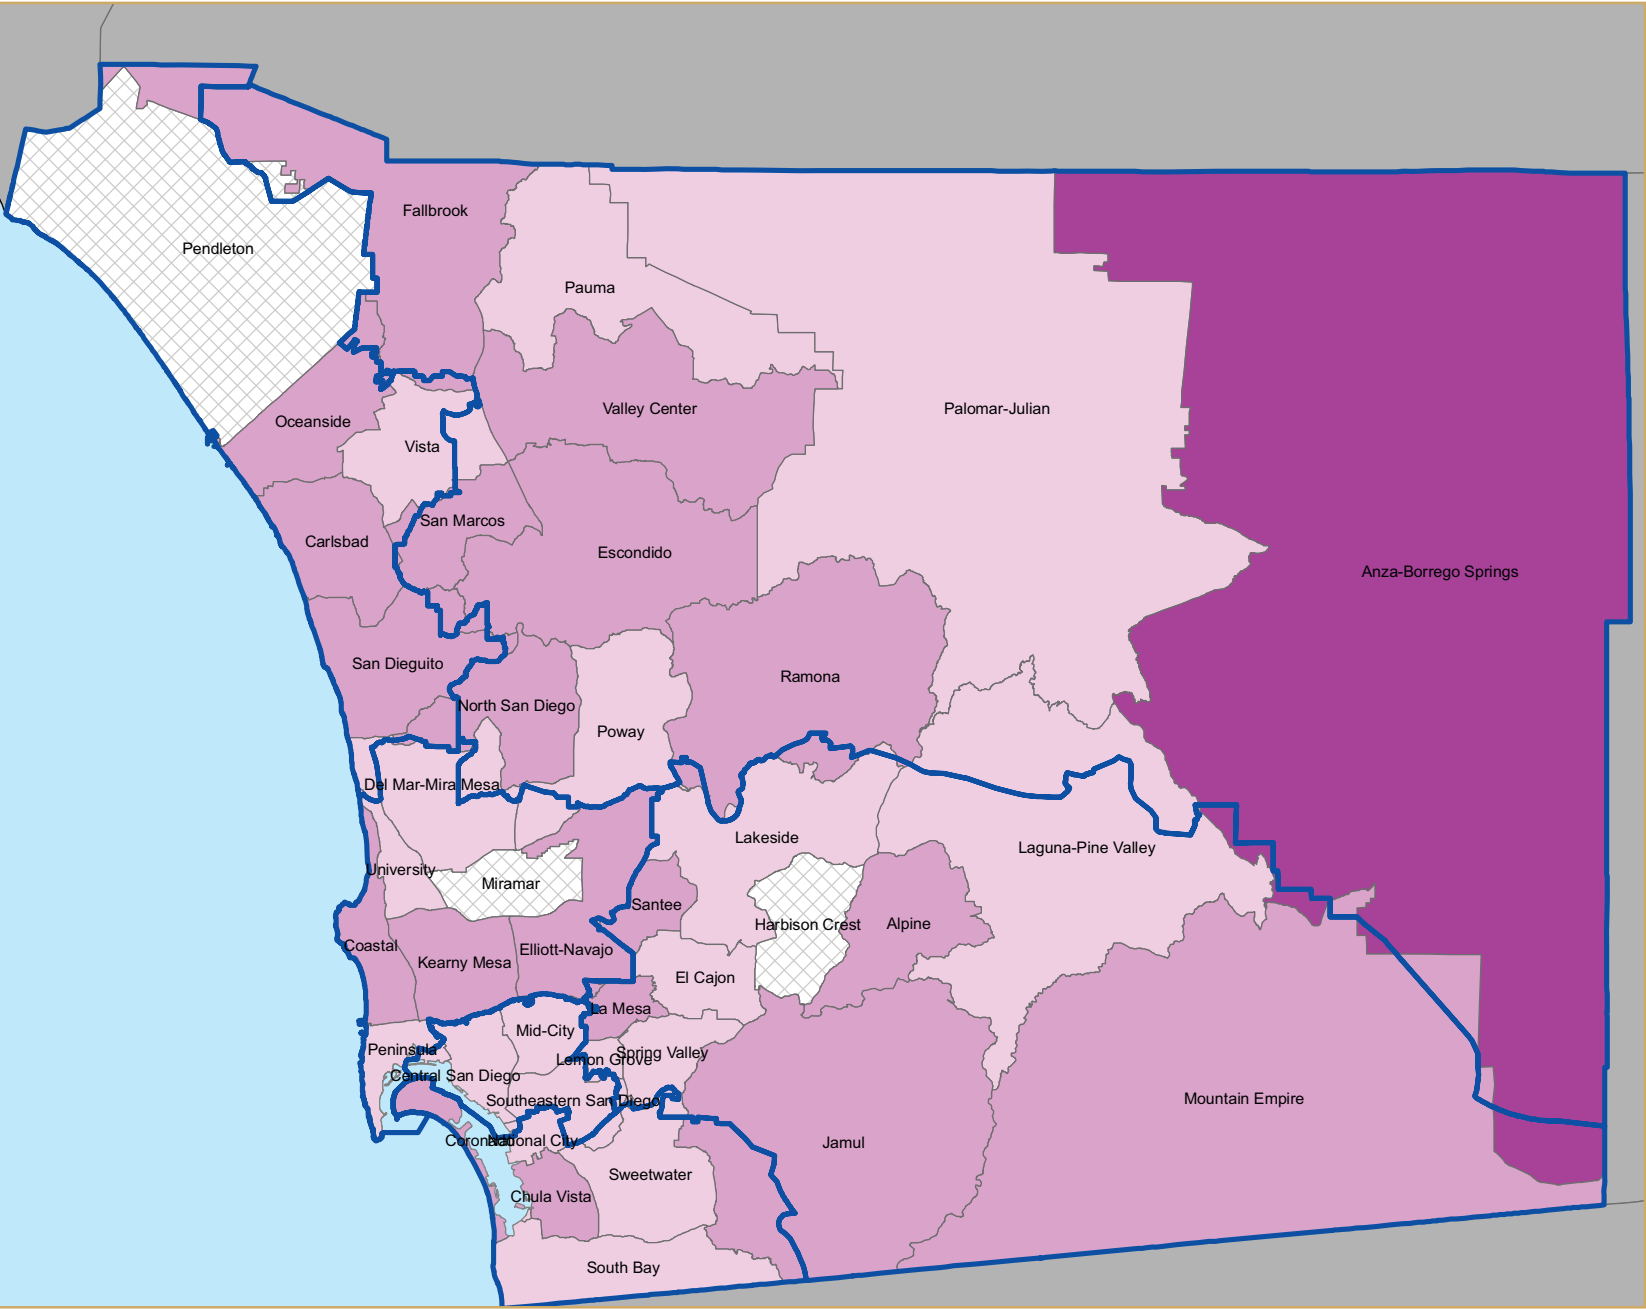 Fallbrook
Pendleton
Pauma
Valley Center
Palomar-Julian
Oceanside
Vista
San Marcos
Carlsbad
Escondido
Anza-Borrego Springs
San Dieguito
Ramona
North San Diego
Poway
Del Mar-Mira Mesa
Lakeside
Laguna-Pine Valley
University
Miramar
Santee
Harbison Crest
Alpine
Coastal
Elliott-Navajo
Kearny Mesa
El Cajon
La Mesa
Mid-City
Peninsula
Lemon Grove
Spring Valley
Central San Diego
Southeastern San Diego
Mountain Empire
Coronado
National City
Jamul
Sweetwater
Chula Vista
South Bay